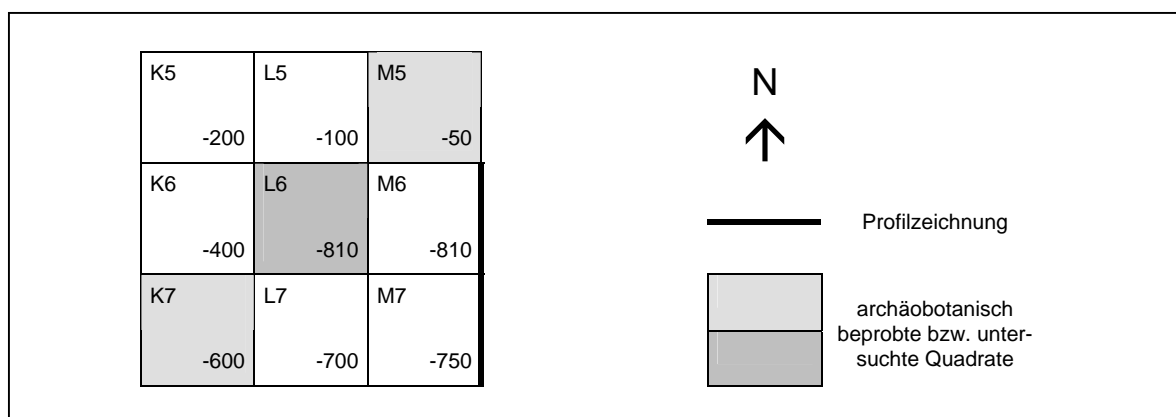 K5 L5 M5
-200 -100 -50
K6 L6 M6
-400 -810 -810
K7 L7 M7
-600 -700 -750
N
Profilzeichnung
archäobotanisch
beprobte bzw. unter-
suchte Quadrate